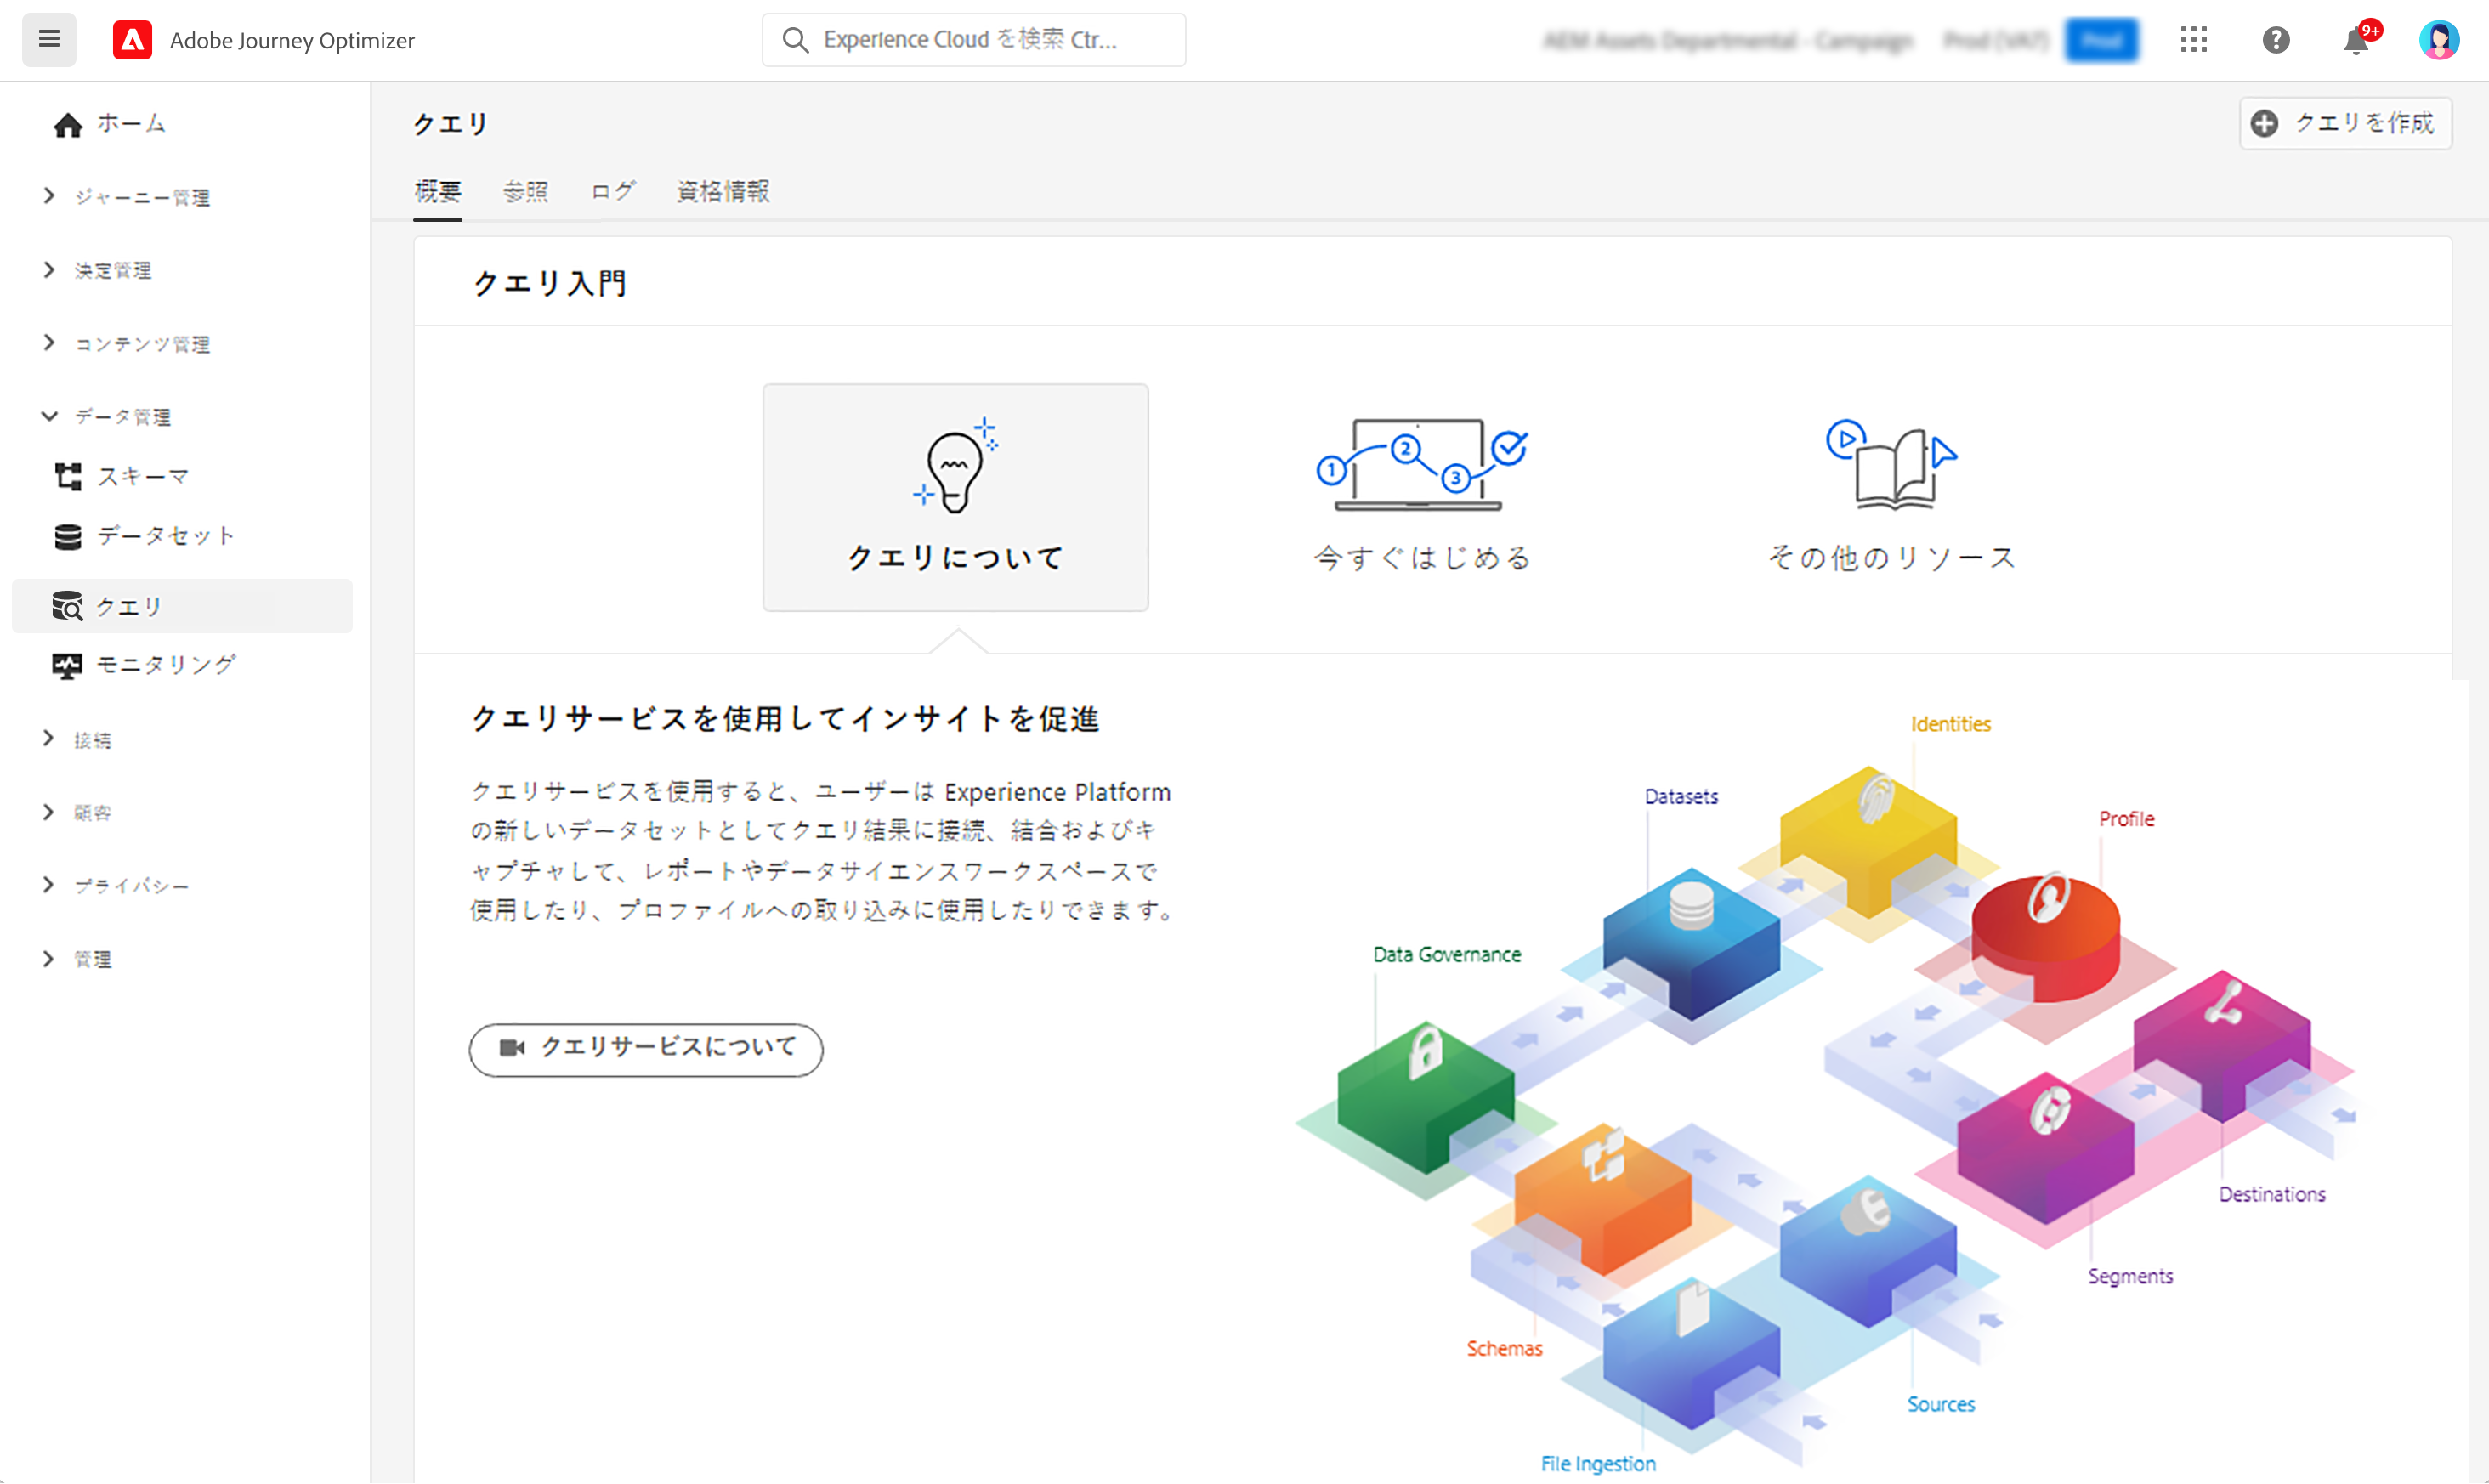 Adobe Journey Optimizer
Experience Cloud を検索 Ctr...
9+
ホーム
ジャーニー管理
決定管理
コンテンツ管理
データ管理
スキーマ
データセット
クエリ
モニタリング
接続
顧客
プライバシー
管理
クエリ
クエリを作成
概要 参照 ログ 資格情報
クエリ入門
1 2 3
クエリについて
今すぐはじめる
その他のリソース
クエリサービスを使用してインサイトを促進
クエリサービスを使用すると、ユーザーは Experience Platform
の新しいデータセットとしてクエリ結果に接続、結合およびキ
ャプチャして、レポートやデータサイエンスワークスペースで
使用したり、プロファイルへの取り込みに使用したりできます。
クエリサービスについて
Identities
Datasets
Profile
Data Governance
Destinations
Segments
Schemas
Sources
File Ingestion